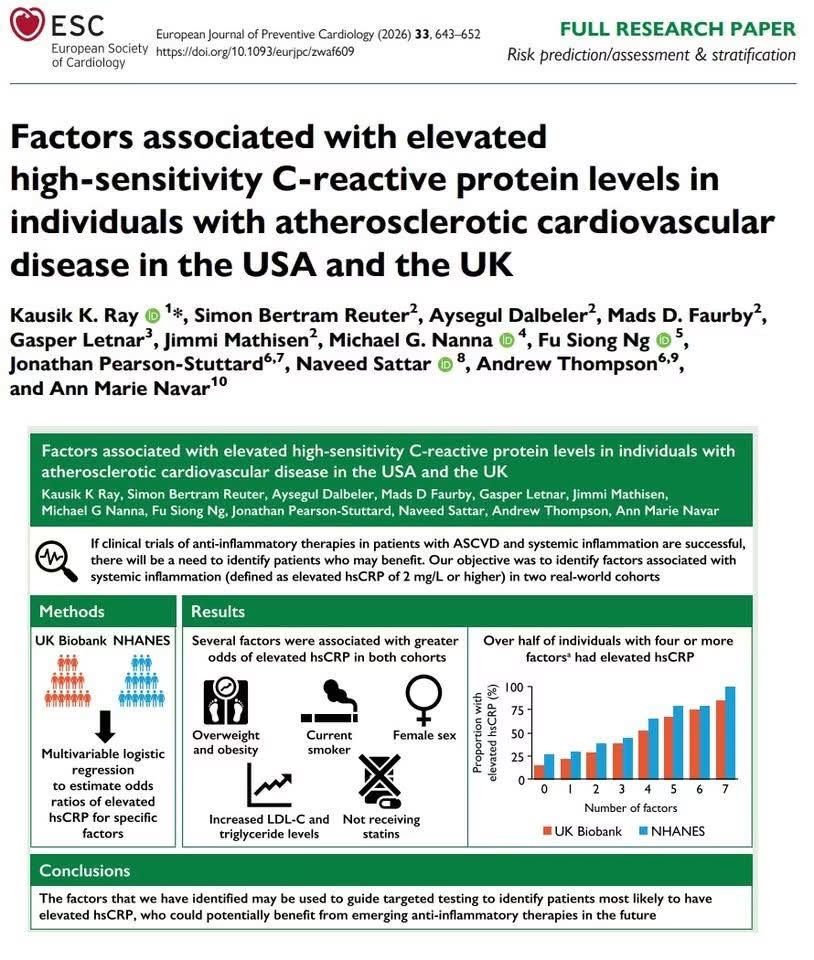 ESC
European Society
of Cardiology
European Journal of Preventive Cardiology (2026) 33, 643–652
https://doi.org/10.1093/eurjpc/zwaf609
FULL RESEARCH PAPER
Risk prediction/assessment & stratification
Factors associated with elevated
high-sensitivity C-reactive protein levels in
individuals with atherosclerotic cardiovascular
disease in the USA and the UK
Kausik K. Ray iD 1*, Simon Bertram Reuter2, Aysegul Dalbeler2, Mads D. Faurby2,
Gasper Letnar3, Jimmi Mathisen2, Michael G. Nanna iD 4, Fu Siong Ng iD 5,
Jonathan Pearson-Stuttard6,7, Naveed Sattar iD 8, Andrew Thompson6,9,
and Ann Marie Navar10
Factors associated with elevated high-sensitivity C-reactive protein levels in individuals with
atherosclerotic cardiovascular disease in the USA and the UK
Kausik K Ray, Simon Bertram Reuter, Aysegul Dalbeler, Mads D Faurby, Gasper Letnar, Jimmi Mathisen,
Michael G Nanna, Fu Siong Ng, Jonathan Pearson-Stuttard, Naveed Sattar, Andrew Thompson, Ann Marie Navar
If clinical trials of anti-inflammatory therapies in patients with ASCVD and systemic inflammation are successful,
there will be a need to identify patients who may benefit. Our objective was to identify factors associated with
systemic inflammation (defined as elevated hsCRP of 2 mg/L or higher) in two real-world cohorts
Methods
UK Biobank NHANES
Multivariable logistic
regression
to estimate odds
ratios of elevated
hsCRP for specific
factors
Results
Several factors were associated with greater
odds of elevated hsCRP in both cohorts
Overweight
and obesity
Current
smoker
Female sex
Increased LDL-C and
triglyceride levels
Not receiving
statins
Over half of individuals with four or more
factorsa had elevated hsCRP
Proportion with
elevated hsCRP (%)
100
75
50
25
0
0 1 2 3 4 5 6 7
Number of factors
UK Biobank NHANES
Conclusions
The factors that we have identified may be used to guide targeted testing to identify patients most likely to have
elevated hsCRP, who could potentially benefit from emerging anti-inflammatory therapies in the future